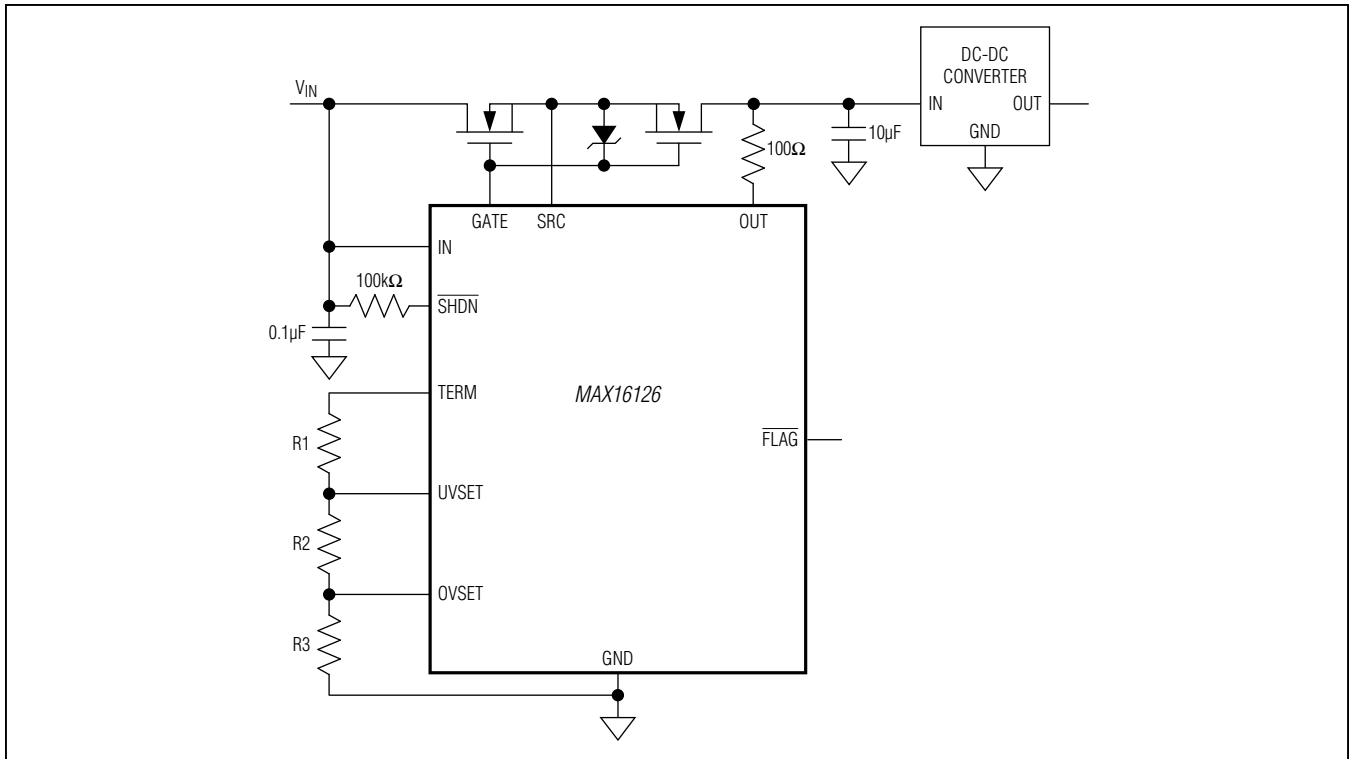 DC-DC
CONVERTER
IN
OUT
GND
VIN
10µF
100Ω
GATE
SRC
OUT
IN
100kΩ
SHDN
0.1µF
TERM
MAX16126
R1
FLAG
UVSET
R2
OVSET
R3
GND